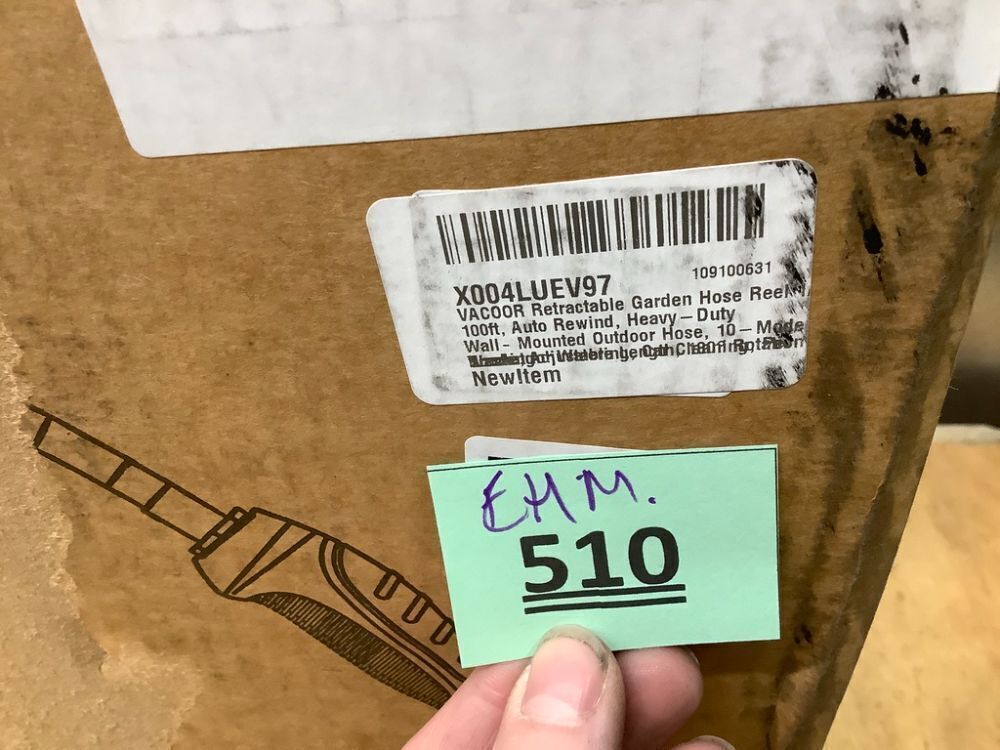 109100631
X004LUEV97
VACOOR Retractable Garden Hose Reel
100ft, Auto Rewind, Heavy-Duty
Wall - Mounted Outdoor Hose, 10-Mode
NewItem
EHM.
510